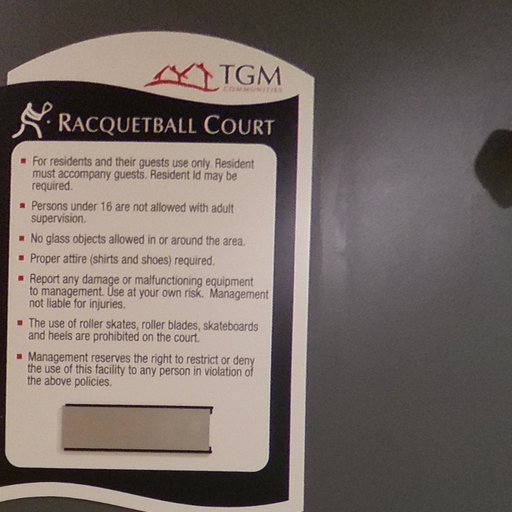 TGM
COMMUNITIES
RACQUETBALL COURT
For residents and their guests use only. Resident
must accompany guests. Resident Id may be
required.
Persons under 16 are not allowed with adult
supervision.
No glass objects allowed in or around the area.
Proper attire (shirts and shoes) required.
Report any damage or malfunctioning equipment
to management. Use at your own risk. Management
not liable for injuries.
The use of roller skates, roller blades, skateboards
and heels are prohibited on the court.
Management reserves the right to restrict or deny
the use of this facility to any person in violation of
the above policies.